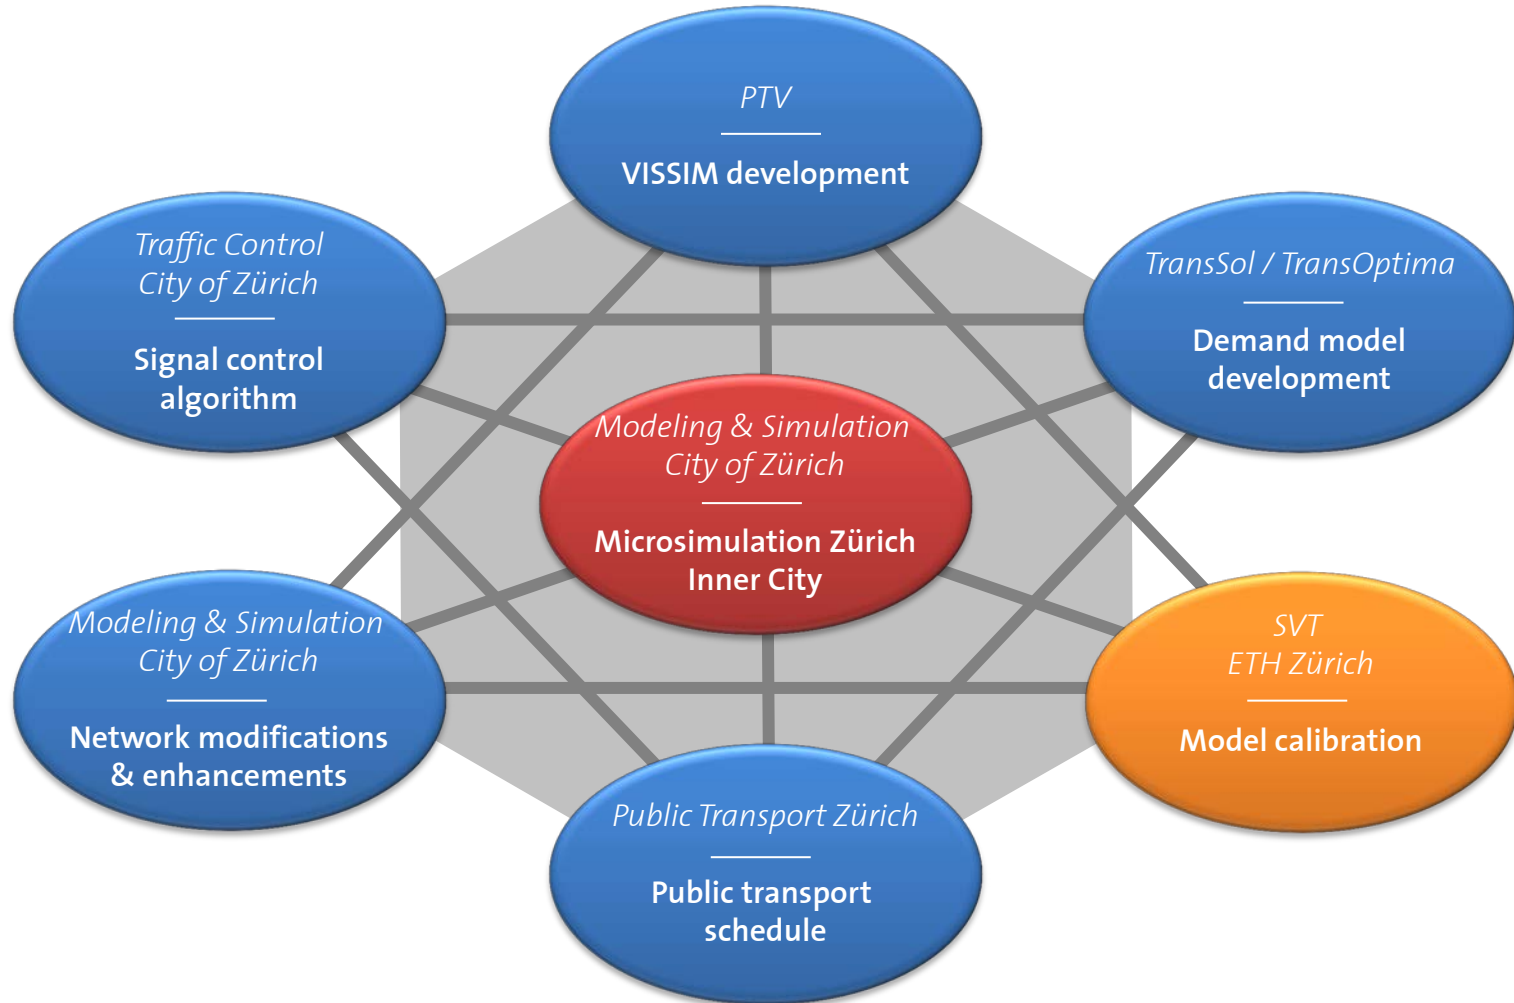 PTV
VISSIM development
Traffic Control
City of Zürich
Signal control
algorithm
TransSol / TransOptima
Demand model
development
Modeling & Simulation
City of Zürich
Microsimulation Zürich
Inner City
Modeling & Simulation
City of Zürich
Network modifications
& enhancements
SVT
ETH Zürich
Model calibration
Public Transport Zürich
Public transport
schedule